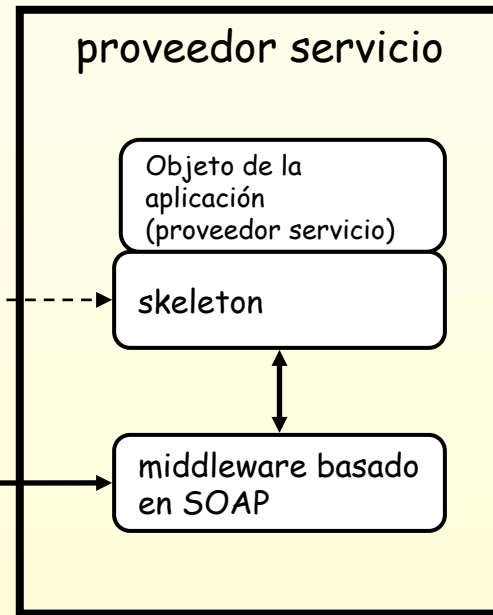 proveedor servicio
Objeto de la
aplicación
(proveedor servicio)
skeleton
middleware basado
en SOAP